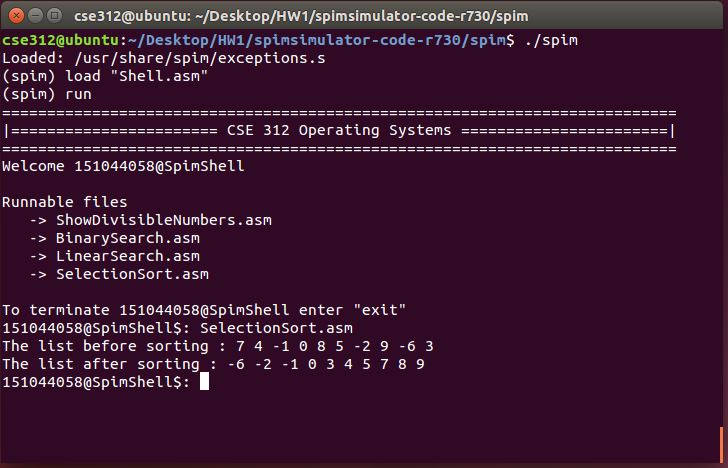 cse312@ubuntu: ~/Desktop/HW1/spimsimulator-code-r730/spim
cse312@ubuntu:~/Desktop/HW1/spimsimulator-code-r730/spim$ ./spim
Loaded: /usr/share/spim/exceptions.s
(spim) load "Shell.asm"
(spim) run
===========================================================================
|======================= CSE 312 Operating Systems =======================|
===========================================================================
Welcome 151044058@SpimShell
Runnable files
-> ShowDivisibleNumbers.asm
-> BinarySearch.asm
-> LinearSearch.asm
-> SelectionSort.asm
To terminate 151044058@SpimShell enter "exit"
151044058@SpimShell$: SelectionSort.asm
The list before sorting : 7 4 -1 0 8 5 -2 9 -6 3
The list after sorting : -6 -2 -1 0 3 4 5 7 8 9
151044058@SpimShell$: